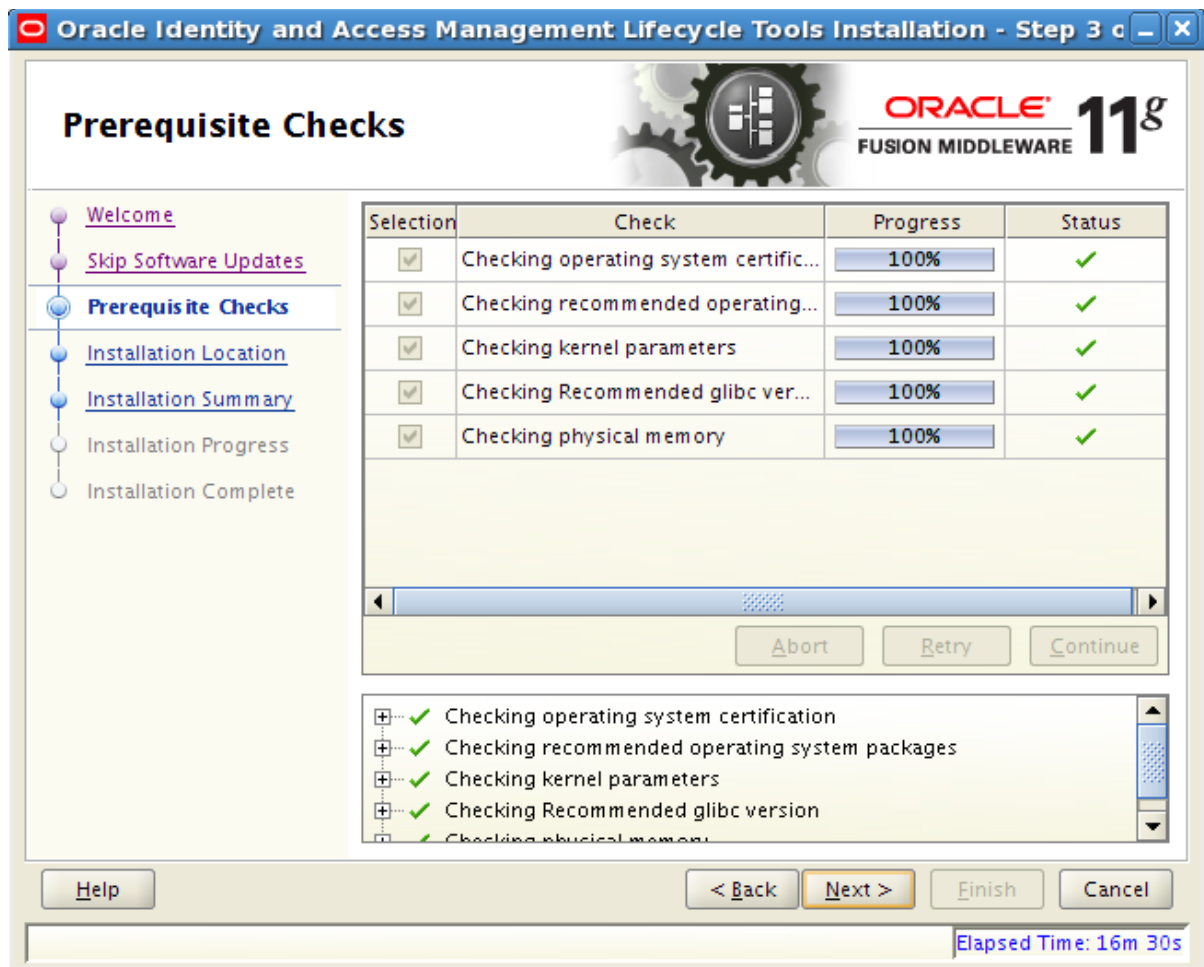 Oracle Identity and Access Management Lifecycle Tools Installation - Step 3 o
Prerequisite Checks
ORACLE
FUSION MIDDLEWARE
11g
Welcome
Skip Software Updates
Prerequisite Checks
Installation Location
Installation Summary
Installation Progress
Installation Complete
Selection Check Progress Status
Checking operating system certific... 100%
Checking recommended operating... 100%
Checking kernel parameters 100%
Checking Recommended glibc ver... 100%
Checking physical memory 100%
Abort Retry Continue
Checking operating system certification
Checking recommended operating system packages
Checking kernel parameters
Checking Recommended glibc version
Checking physical memory
Help < Back Next > Finish Cancel
Elapsed Time: 16m 30s